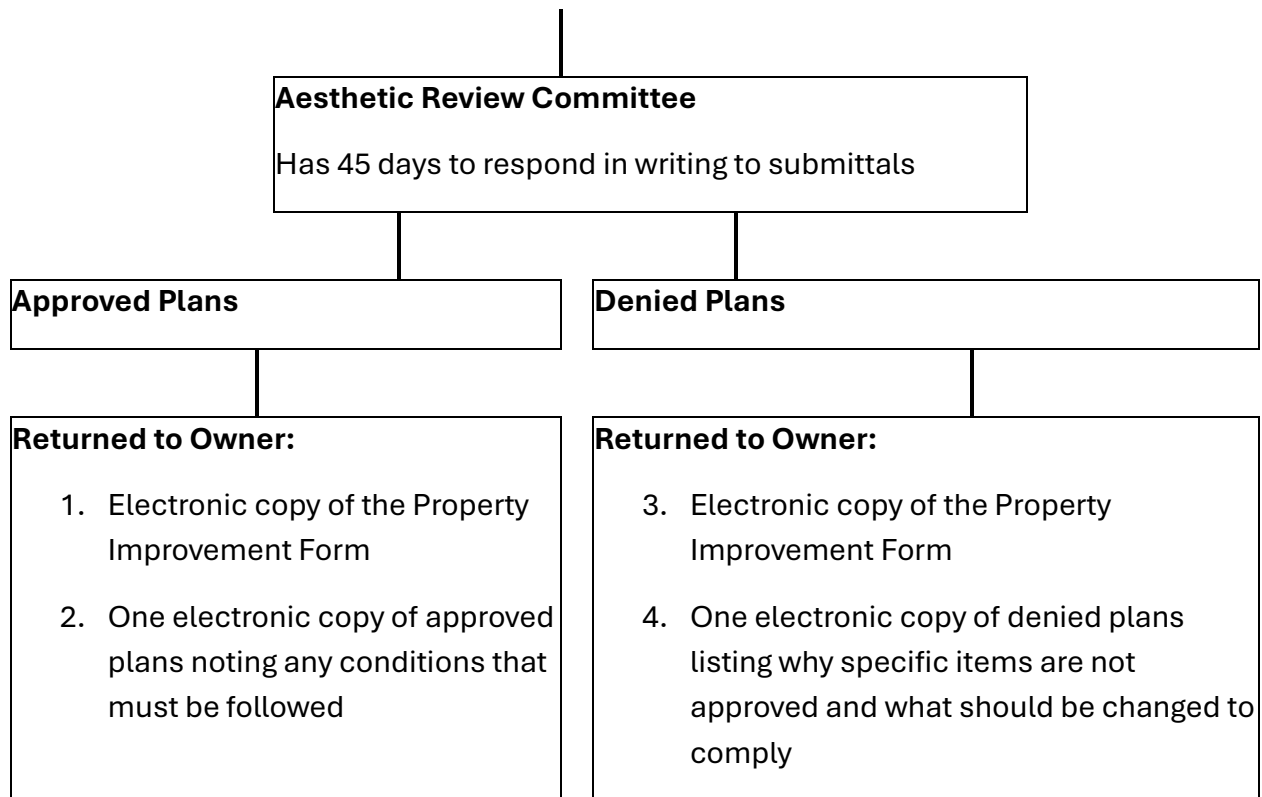 Aesthetic Review Committee
Has 45 days to respond in writing to submittals
Approved Plans
Denied Plans
Returned to Owner:
1. Electronic copy of the Property
Improvement Form
2. One electronic copy of approved
plans noting any conditions that
must be followed
Returned to Owner:
3. Electronic copy of the Property
Improvement Form
4. One electronic copy of denied plans
listing why specific items are not
approved and what should be changed to
comply